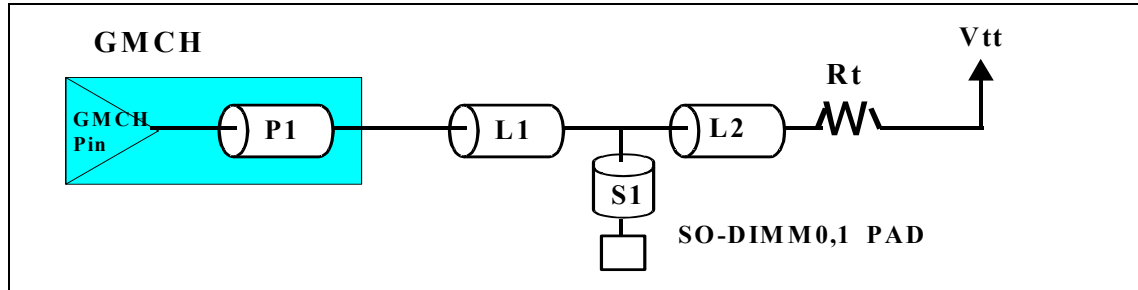 GMCH
Vtt
Rt
GMCH
Pin
P1
L1
L2
S1
SO-DIMM0,1 PAD